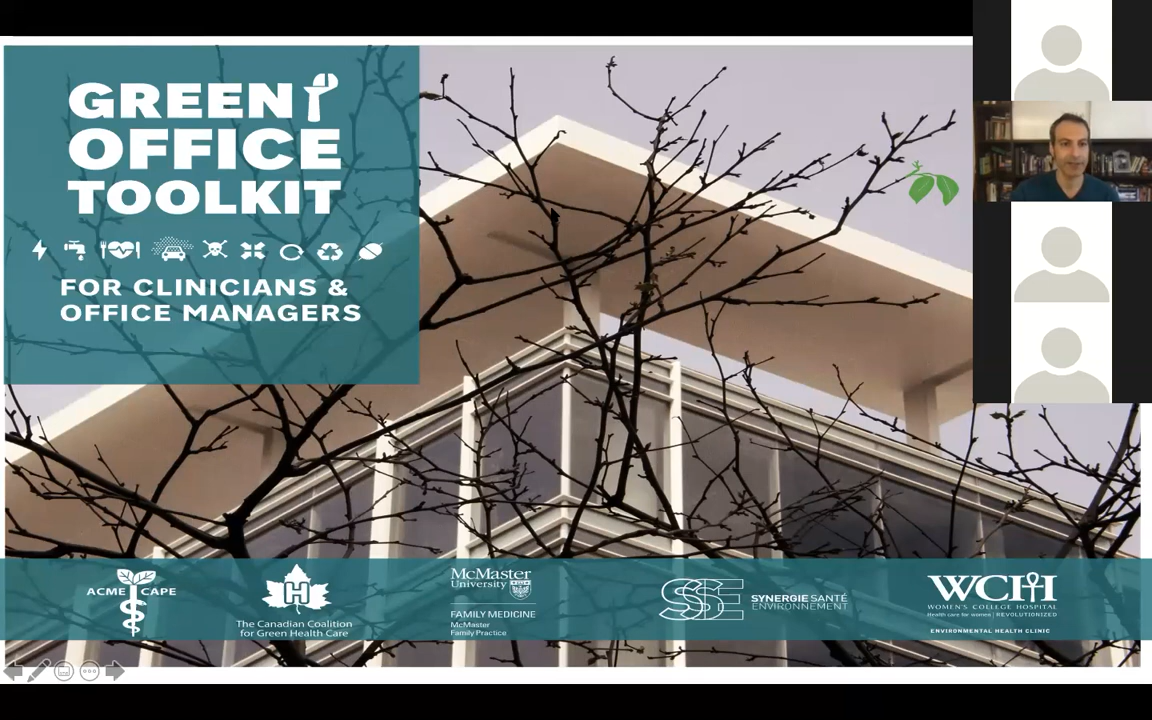 GREEN
OFFICE
TOOLKIT
FOR CLINICIANS &
OFFICE MANAGERS
ACME CAPE
H
The Canadian Coalition
for Green Health Care
McMaster
University
FAMILY MEDICINE
McMaster
Family Practice
SSE
SYNERGIE SANTÉ
ENVIRONNEMENT
WCH
WOMEN'S COLLEGE HOSPITAL
Health care for women | REVOLUTIONIZED
ENVIRONMENTAL HEALTH CLINIC